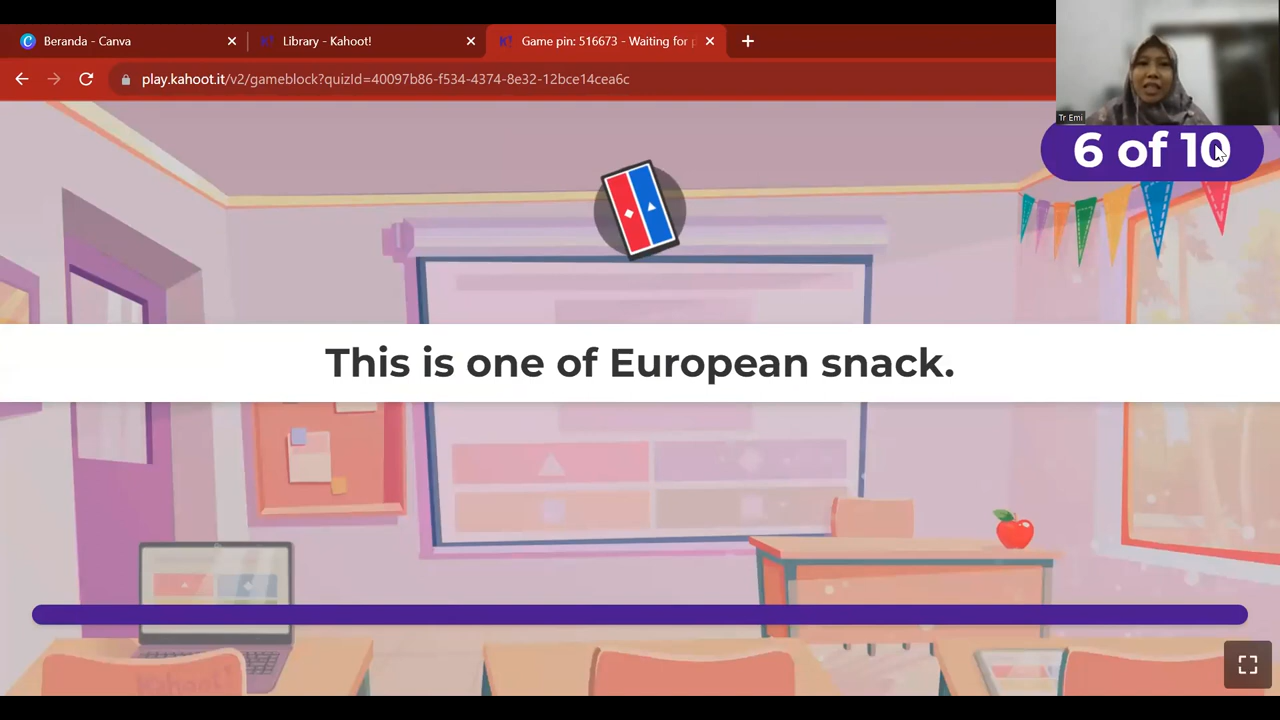 Beranda - Canva
Library - Kahoot!
Game pin: 516673 - Waiting for p
play.kahoot.it/v2/gameblock?quizId=40097b86-f534-4374-8e32-12bce14cea6c
Tr Emi
6 of 10
This is one of European snack.
Kahoot!